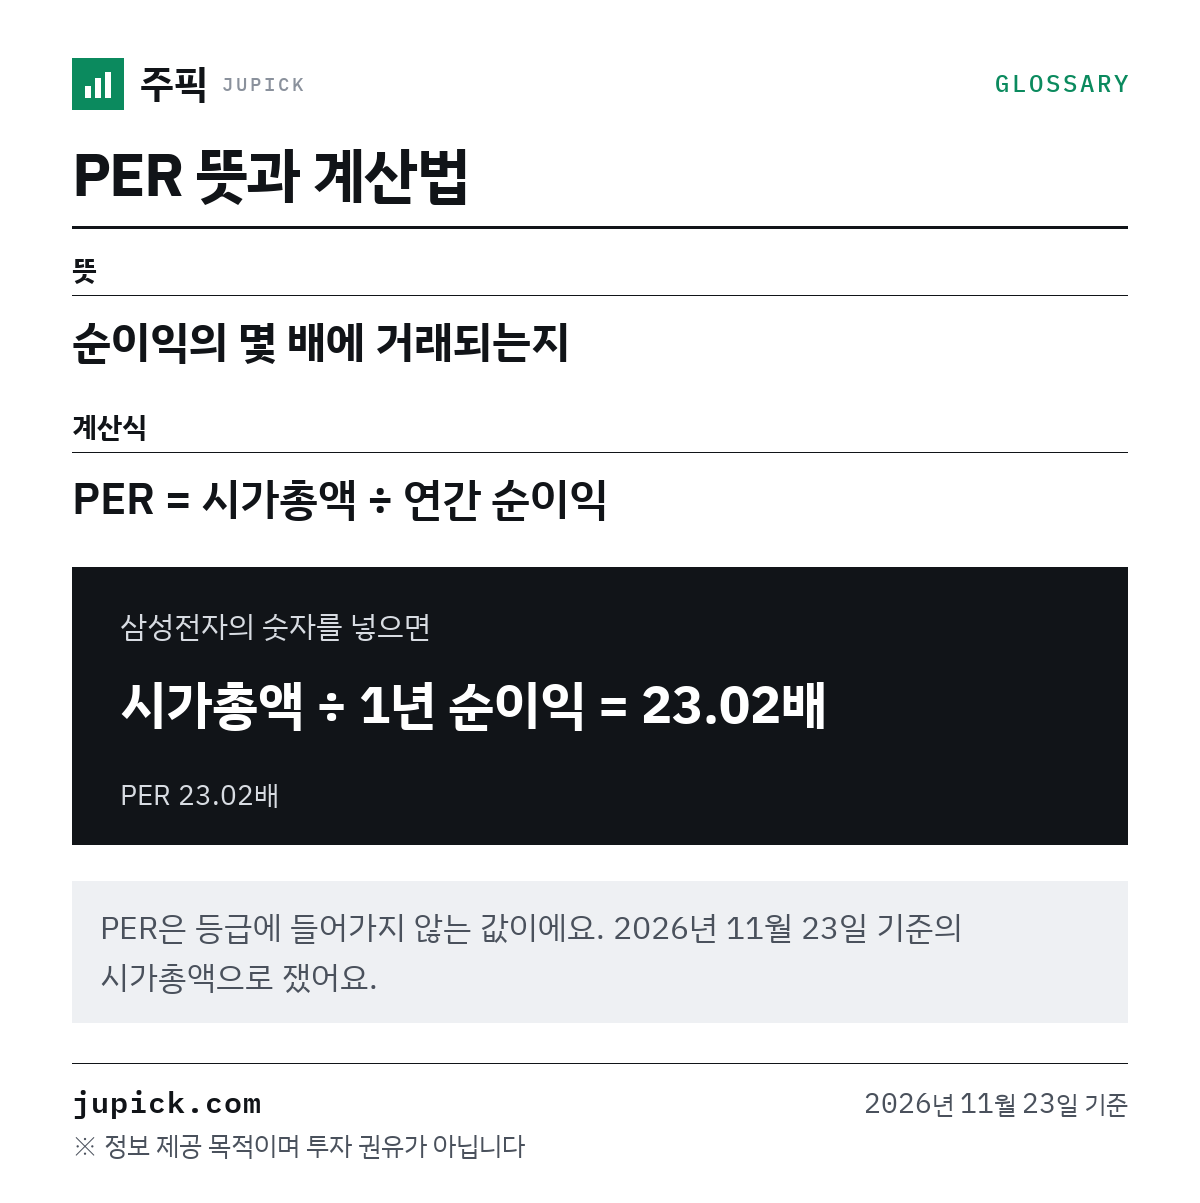 주픽 JUPICK
GLOSSARY
PER 뜻과 계산법
뜻
순이익의 몇 배에 거래되는지
계산식
PER = 시가총액 ÷ 연간 순이익
삼성전자의 숫자를 넣으면
시가총액 ÷ 1년 순이익 = 23.02배
PER 23.02배
PER은 등급에 들어가지 않는 값이에요. 2026년 11월 23일 기준의
시가총액으로 쟀어요.
jupick.com
2026년 11월 23일 기준
※ 정보 제공 목적이며 투자 권유가 아닙니다